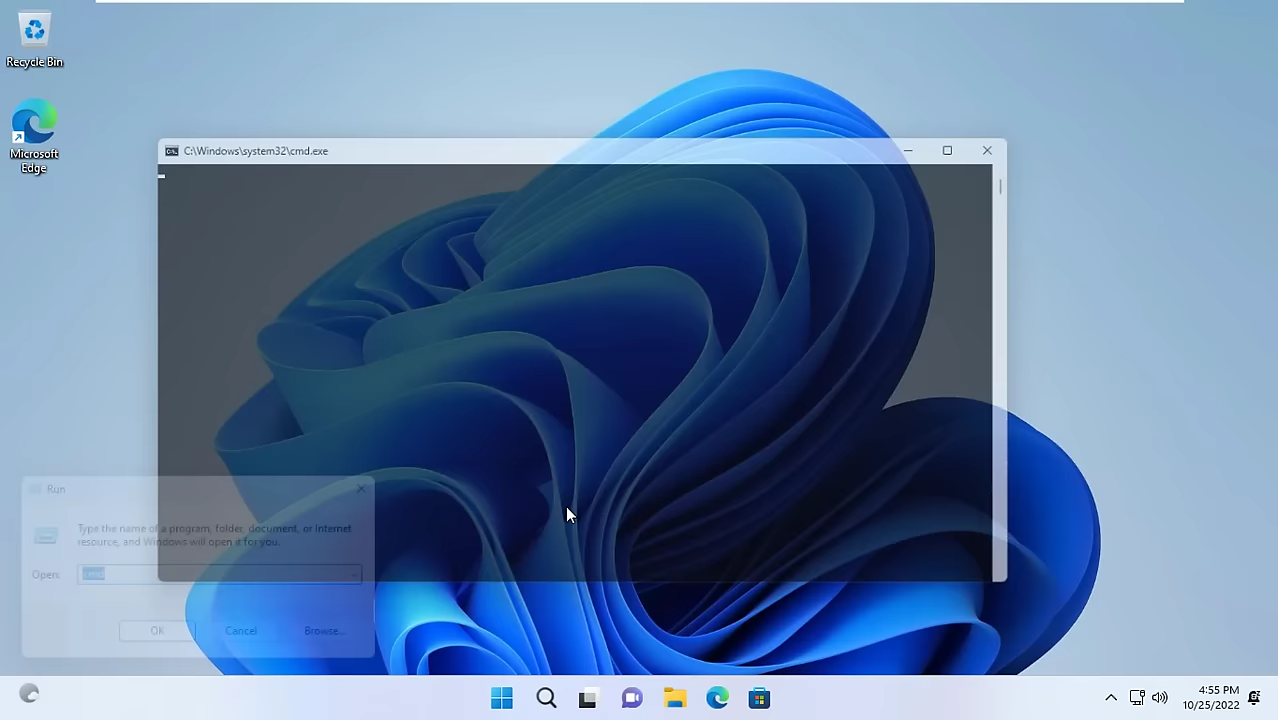 Recycle Bin
Microsoft
Edge
C:\Windows\system32\cmd.exe
Run
Type the name of a program, folder, document, or Internet
resource, and Windows will open it for you.
Open:
cmd
OK
Cancel
Browse...
4:55 PM
10/25/2022